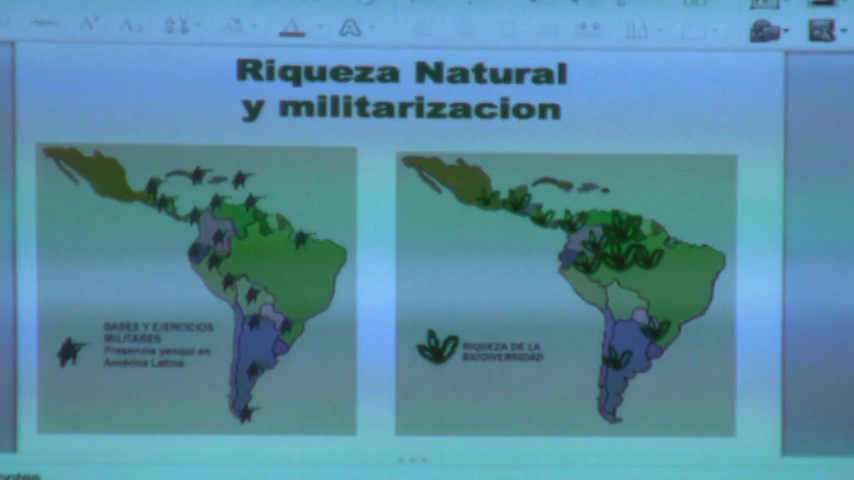 Riqueza Natural
y militarizacion
BASES Y EJERCICIOS
MILITARES
Presencia yanqui en
América Latina
RIQUEZA DE LA
BIODIVERSIDAD